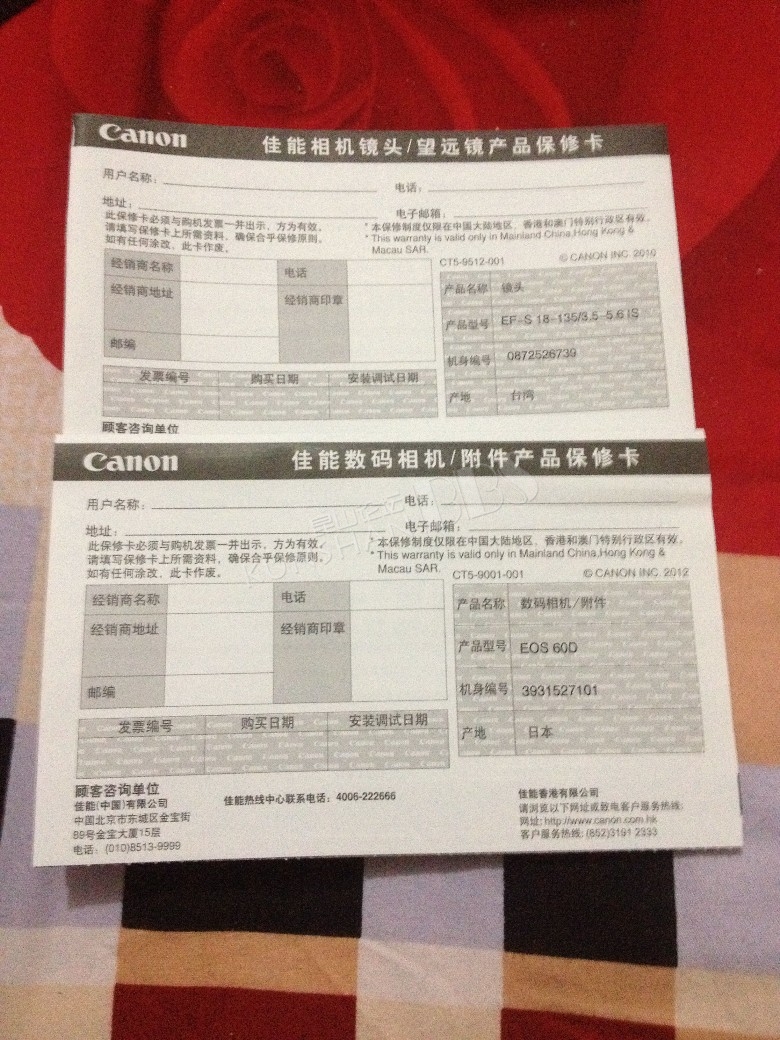 Canon 佳能相机镜头/望远镜产品保修卡
用户名称: 电话:
地址: 电子邮箱:
此保修卡必须与购机发票一并出示、方为有效。
请填写保修卡上所需资料、确保合乎保修原则。
如有任何涂改、此卡作废。
*本保修制度仅限在中国大陆地区、香港和澳门特别行政区有效。
*This warranty is valid only in Mainland China,Hong Kong &
Macau SAR.
CT5-9512-001 © CANON INC. 2010
经销商名称 电话
经销商地址 经销商印章
邮编
产品名称 镜头
产品型号 EF-S 18-135/3.5-5.6 IS
机身编号 0872526739
产地 台湾
发票编号 购买日期 安装调试日期
顾客咨询单位
Canon 佳能数码相机/附件产品保修卡
用户名称: 电话:
地址: 电子邮箱:
此保修卡必须与购机发票一并出示、方为有效。
请填写保修卡上所需资料、确保合乎保修原则。
如有任何涂改、此卡作废。
*本保修制度仅限在中国大陆地区、香港和澳门特别行政区有效。
*This warranty is valid only in Mainland China,Hong Kong &
Macau SAR.
CT5-9001-001 © CANON INC. 2012
经销商名称 电话
经销商地址 经销商印章
邮编
产品名称 数码相机/附件
产品型号 EOS 60D
机身编号 3931527101
产地 日本
发票编号 购买日期 安装调试日期
顾客咨询单位
佳能(中国)有限公司
中国北京市东城区金宝街
89号金宝大厦15层
电话: (010)8513-9999
佳能热线中心联系电话: 4006-222666
佳能香港有限公司
请浏览以下网址或致电客户服务热线:
网址: http://www.canon.com.hk
客户服务热线: (852)3191 2333